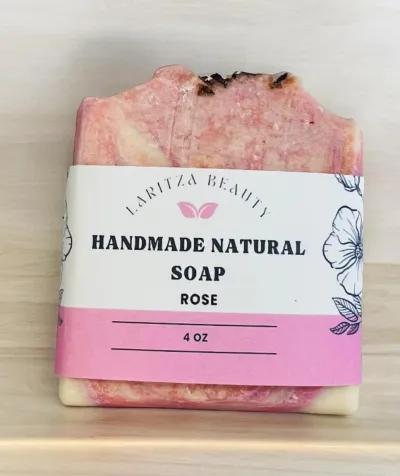 LARITZA BEAUTY
HANDMADE NATURAL
SOAP
ROSE
4 OZ